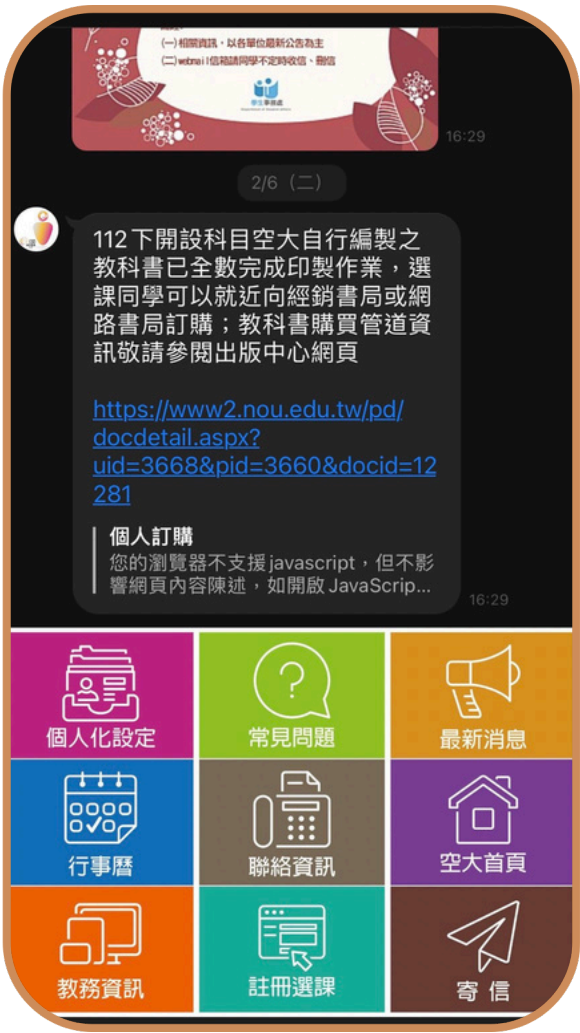 (一)相關資訊，以各單位最新公告為主
(二)webmail信箱請同學不定時收信、刪信
學生事務處
16:29
2/6（二）
112下開設科目空大自行編製之
教科書已全數完成印製作業，選
課同學可以就近向經銷書局或網
路書局訂購；教科書購買管道資
訊敬請參閱出版中心網頁
https://www2.nou.edu.tw/pd/
docdetail.aspx?
uid=3668&pid=3660&docid=12
281
個人訂購
您的瀏覽器不支援javascript，但不影
響網頁內容陳述，如開啟JavaScrip...
16:29
個人化設定
常見問題
最新消息
行事曆
聯絡資訊
空大首頁
教務資訊
註冊選課
寄信